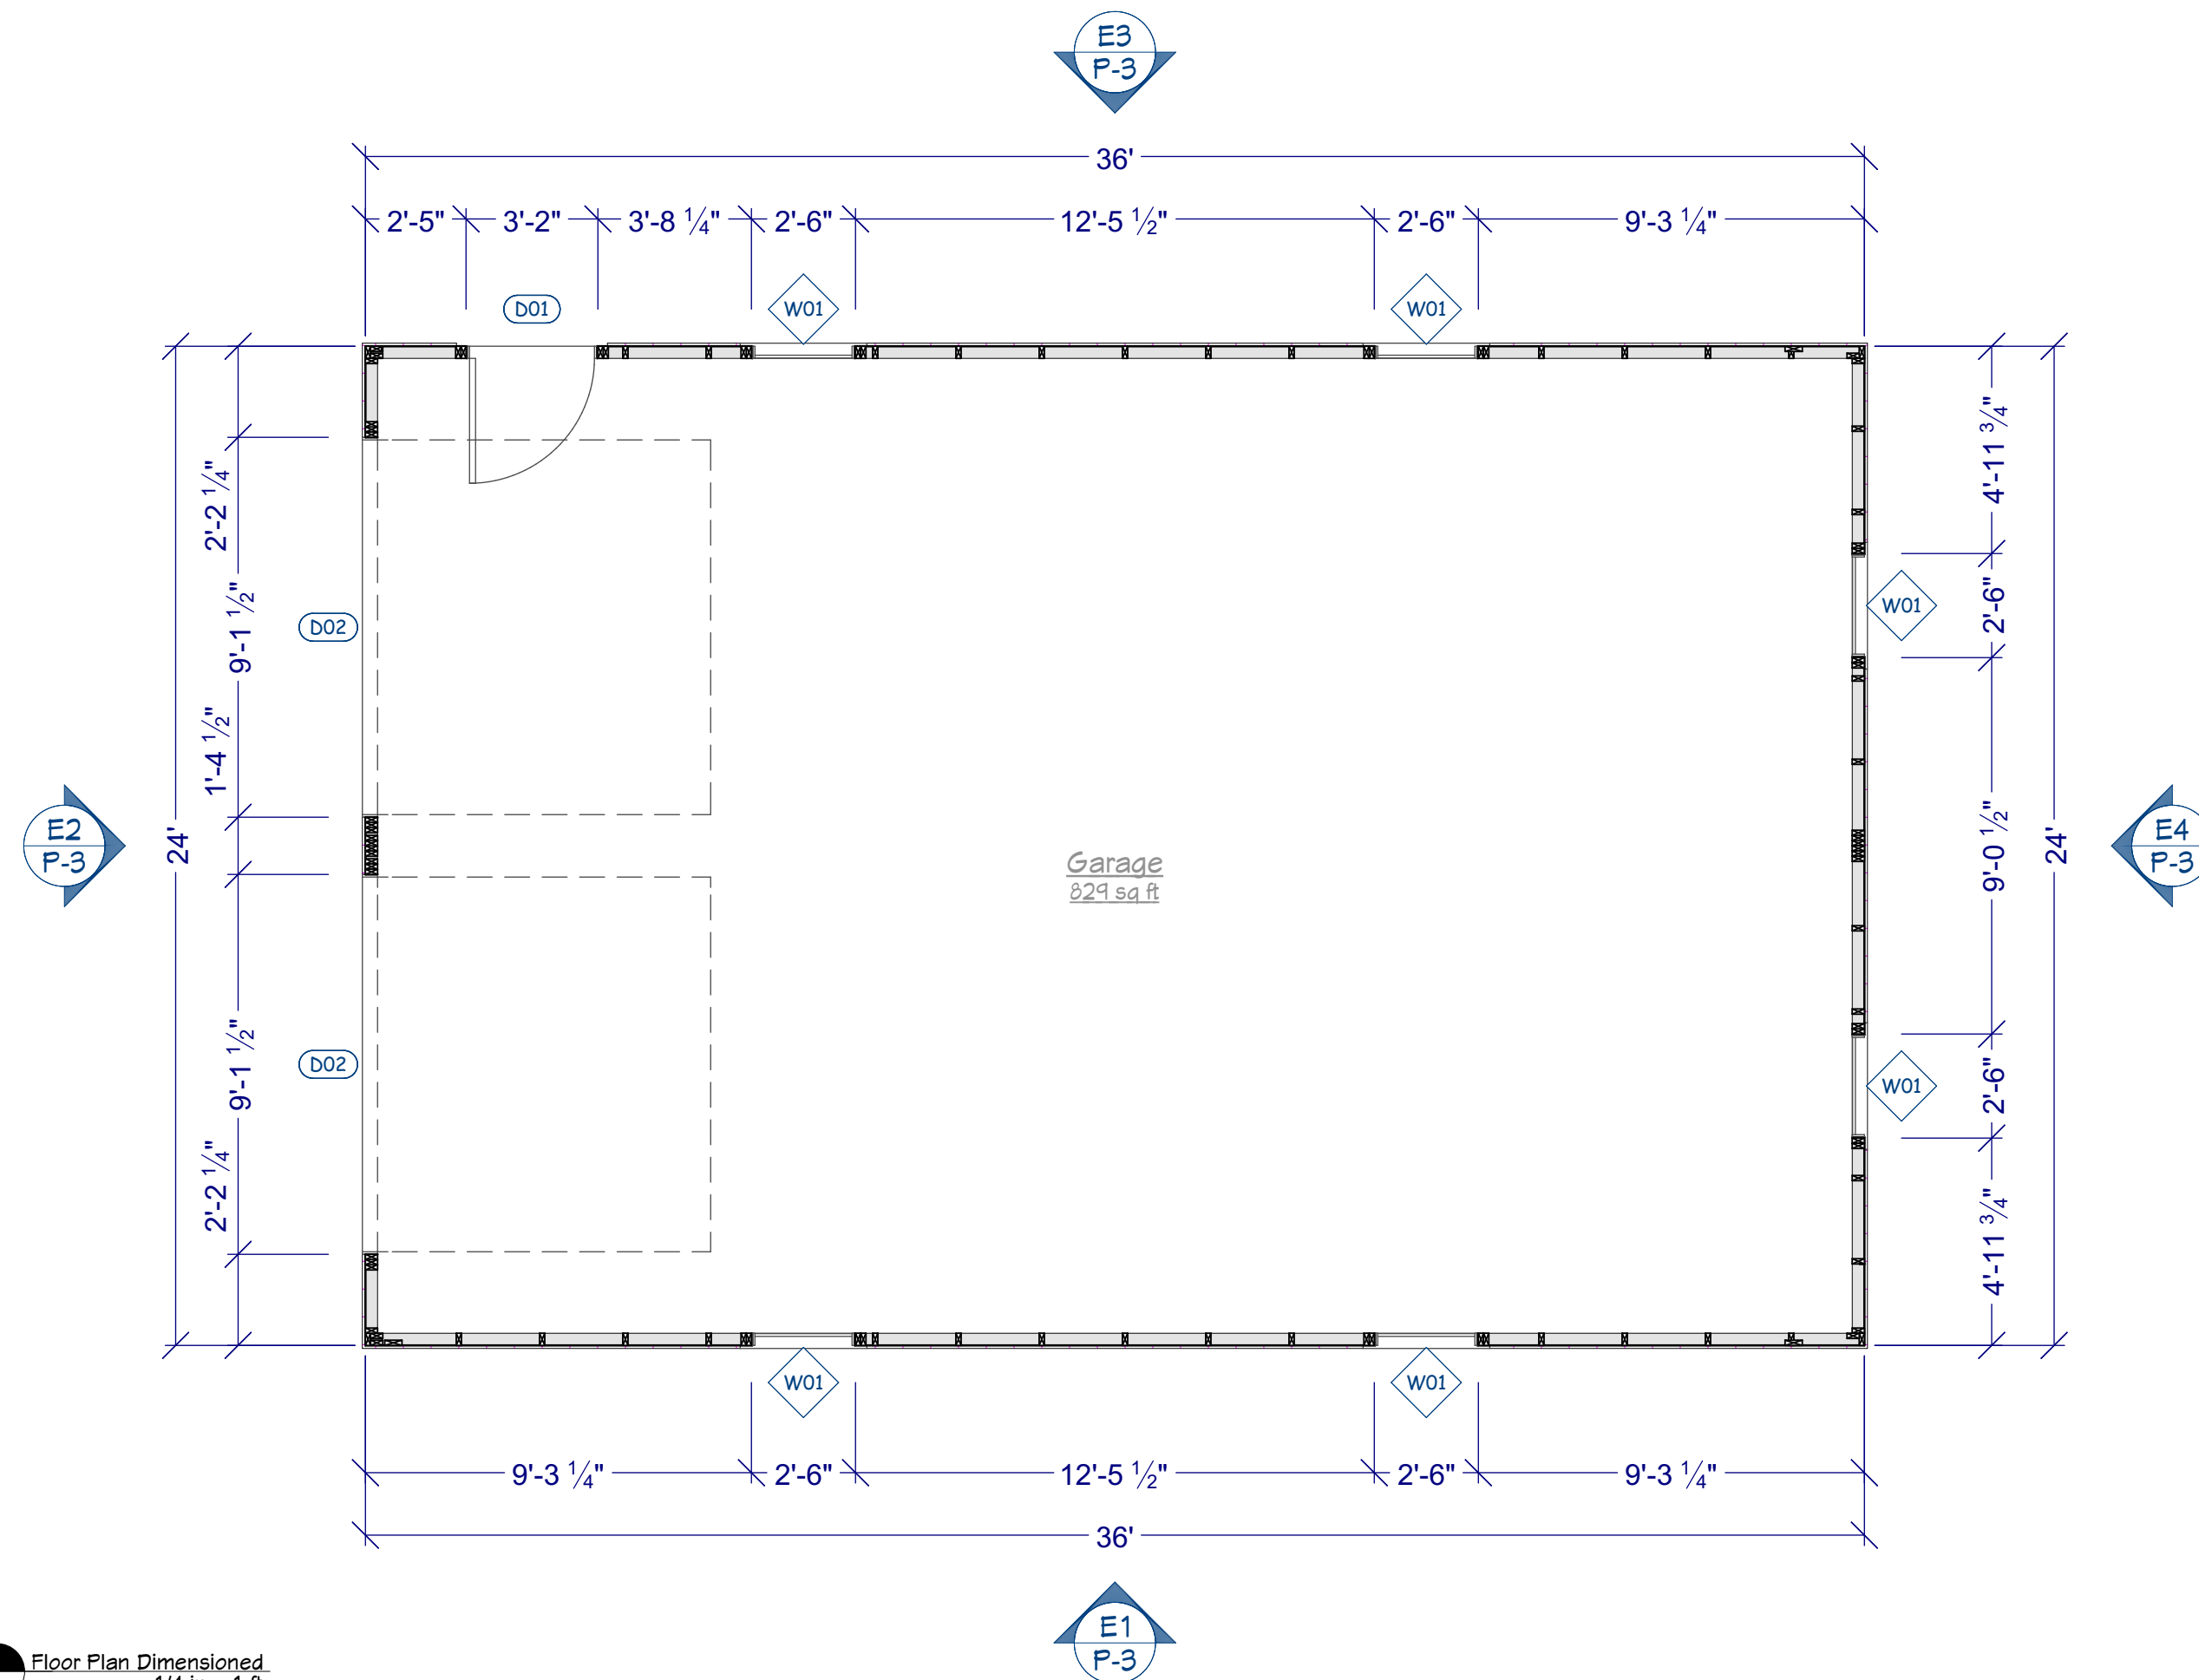 E3
P-3
36'
2'-5" 3'-2" 3'-8 1/4" 2'-6" 12'-5 1/2" 2'-6" 9'-3 1/4"
D01 W01 W01
4'-11 3/4"
2'-2 1/4"
9'-1 1/2"
D02
2'-6"
W01
1'-4 1/2"
24'
E2
P-3
Garage
829 sq ft
9'-0 1/2"
24'
E4
P-3
9'-1 1/2"
D02
2'-6"
W01
2'-2 1/4"
4'-11 3/4"
W01 W01
9'-3 1/4" 2'-6" 12'-5 1/2" 2'-6" 9'-3 1/4"
36'
E1
P-3
Floor Plan Dimensioned